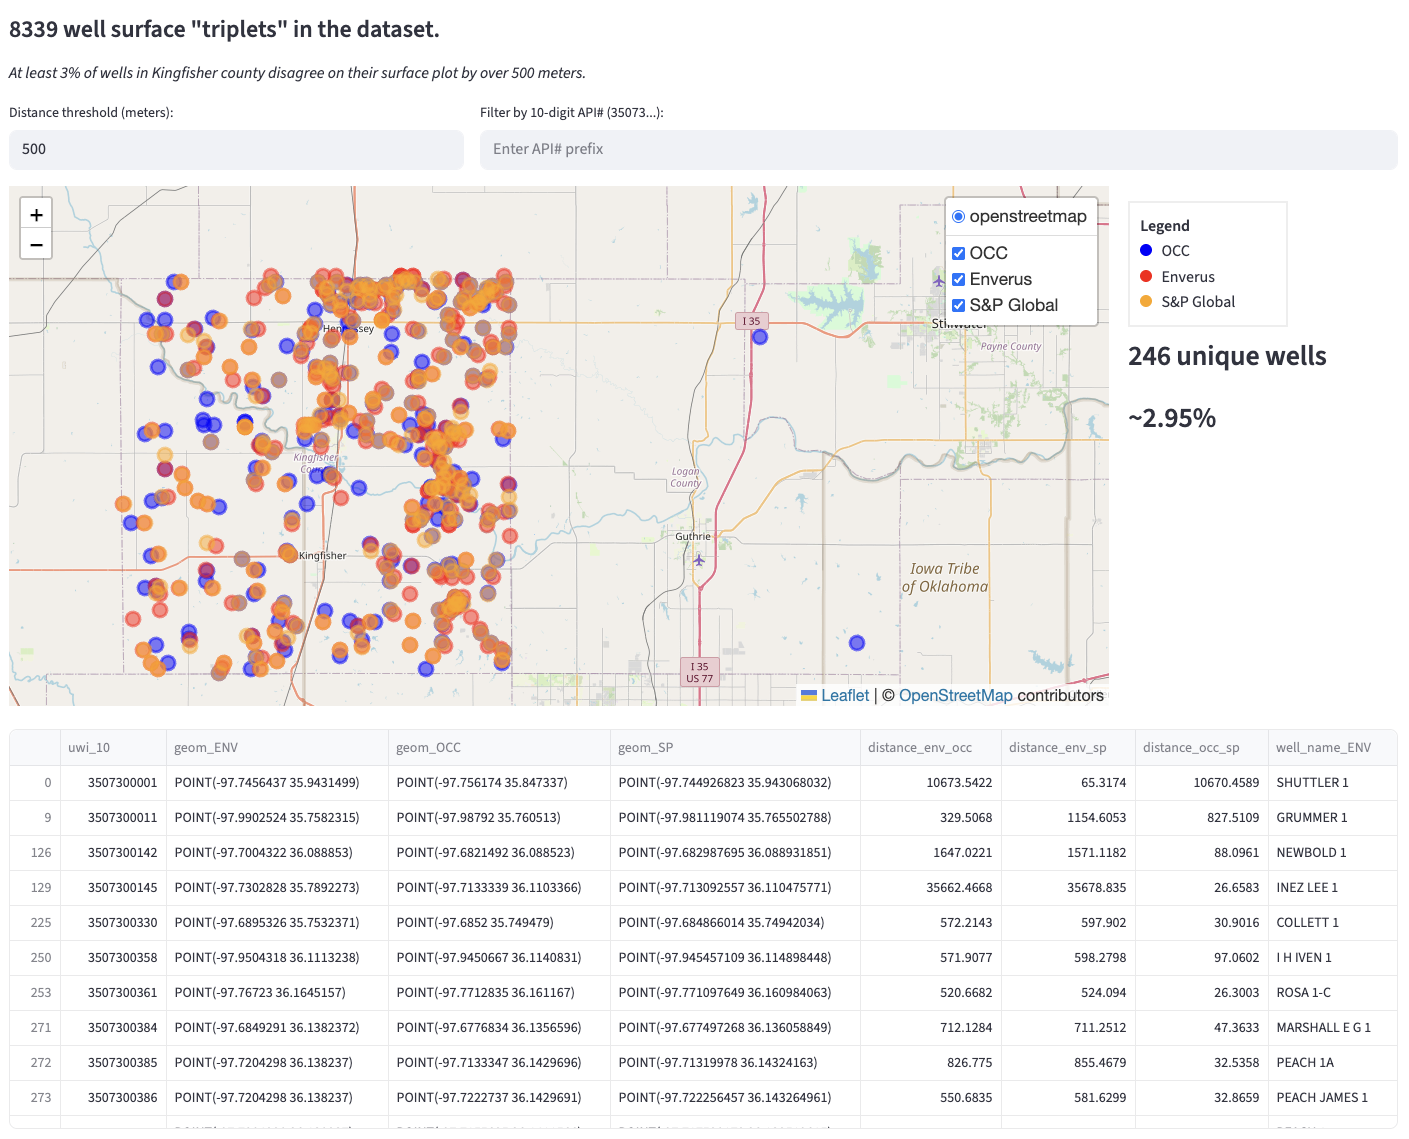 8339 well surface "triplets" in the dataset.
At least 3% of wells in Kingfisher county disagree on their surface plot by over 500 meters.
Distance threshold (meters): Filter by 10-digit API# (35073...):
500 Enter API# prefix
+
−
openstreetmap
OCC
Enverus
S&P Global
Legend
OCC
Enverus
S&P Global
246 unique wells
~2.95%
I 35
Stillwater
Payne County
Hennessey
Kingfisher
County
Logan
County
Guthrie
Kingfisher
Iowa Tribe
of Oklahoma
I 35
US 77
Leaflet | © OpenStreetMap contributors
uwi_10 geom_ENV geom_OCC geom_SP distance_env_occ distance_env_sp distance_occ_sp well_name_ENV
0 3507300001 POINT(-97.7456437 35.9431499) POINT(-97.756174 35.847337) POINT(-97.744926823 35.943068032) 10673.5422 65.3174 10670.4589 SHUTTLER 1
9 3507300011 POINT(-97.9902524 35.7582315) POINT(-97.98792 35.760513) POINT(-97.981119074 35.765502788) 329.5068 1154.6053 827.5109 GRUMMER 1
126 3507300142 POINT(-97.7004322 36.088853) POINT(-97.6821492 36.088523) POINT(-97.682987695 36.088931851) 1647.0221 1571.1182 88.0961 NEWBOLD 1
129 3507300145 POINT(-97.7302828 35.7892273) POINT(-97.7133339 36.1103366) POINT(-97.713092557 36.110475771) 35662.4668 35678.835 26.6583 INEZ LEE 1
225 3507300330 POINT(-97.6895326 35.7532371) POINT(-97.6852 35.749479) POINT(-97.684866014 35.74942034) 572.2143 597.902 30.9016 COLLETT 1
250 3507300358 POINT(-97.9504318 36.1113238) POINT(-97.9450667 36.1140831) POINT(-97.945457109 36.114898448) 571.9077 598.2798 97.0602 I H IVEN 1
253 3507300361 POINT(-97.76723 36.1645157) POINT(-97.7712835 36.161167) POINT(-97.771097649 36.160984063) 520.6682 524.094 26.3003 ROSA 1-C
271 3507300384 POINT(-97.6849291 36.1382372) POINT(-97.6776834 36.1356596) POINT(-97.677497268 36.136058849) 712.1284 711.2512 47.3633 MARSHALL E G 1
272 3507300385 POINT(-97.7204298 36.138237) POINT(-97.7133347 36.1429696) POINT(-97.71319978 36.14324163) 826.775 855.4679 32.5358 PEACH 1A
273 3507300386 POINT(-97.7204298 36.138237) POINT(-97.7222737 36.1429691) POINT(-97.722256457 36.143264961) 550.6835 581.6299 32.8659 PEACH JAMES 1